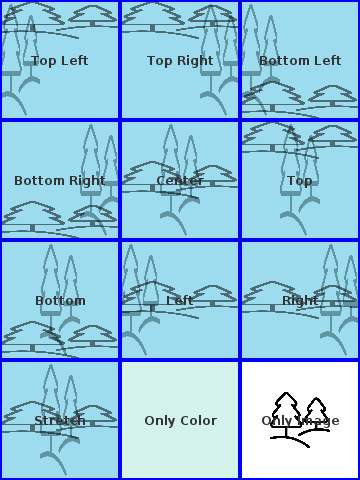 Top Left
Top Right
Bottom Left
Bottom Right
Center
Top
Bottom
Left
Right
Stretch
Only Color
Only Image